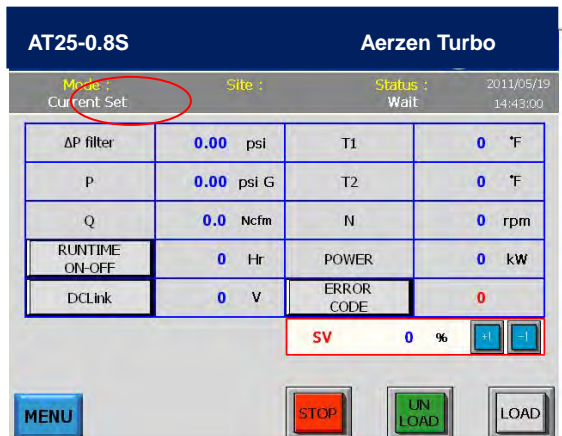 AT25-0.8S Aerzen Turbo
Mode : Site : Status : 2011/05/19
Current Set Wait 14:43:00
ΔP filter 0.00 psi T1 0 °F
P 0.00 psi G T2 0 °F
Q 0.0 Ncfm N 0 rpm
RUNTIME
ON-OFF 0 Hr POWER 0 kW
DCLink 0 V ERROR
CODE 0
SV 0 % +1 -1
MENU STOP UN
LOAD LOAD